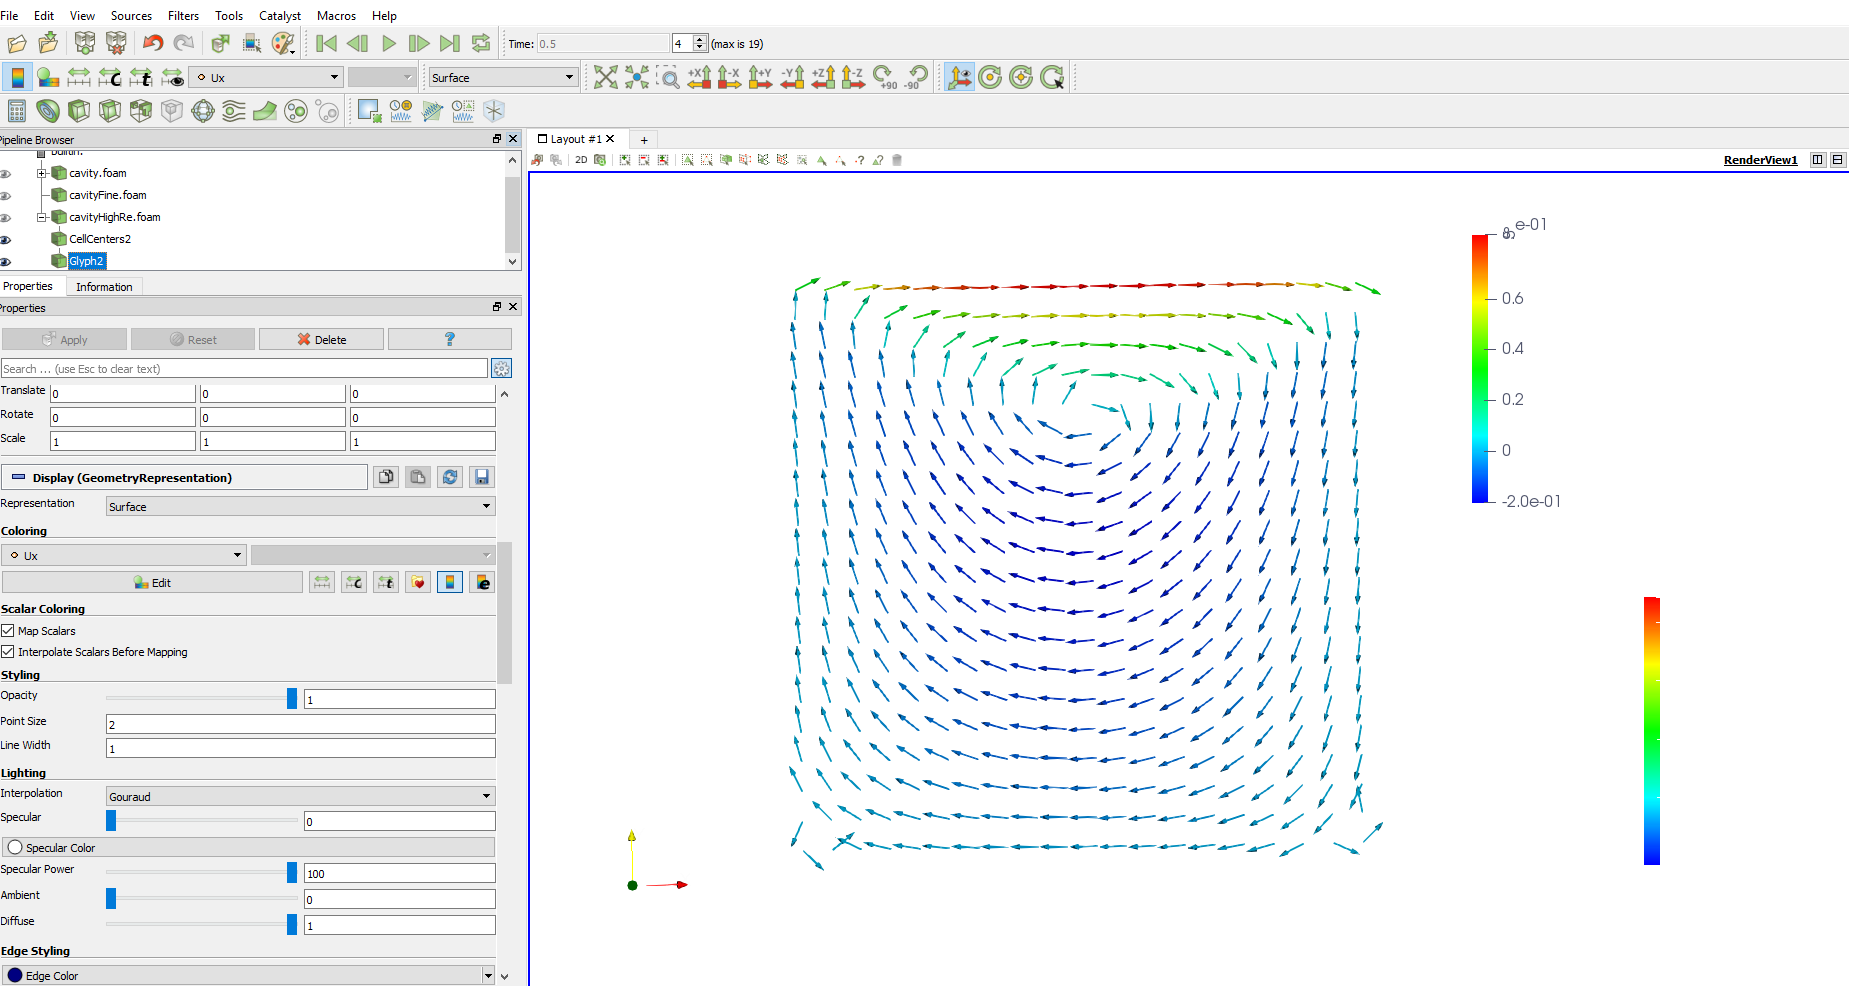 File Edit View Sources Filters Tools Catalyst Macros Help
Time: 0.5 4 (max is 19)
Ux Surface +X -X +Y -Y +Z -Z +90 -90
Pipeline Browser
builtin:
cavity.foam
cavityFine.foam
cavityHighRe.foam
CellCenters2
Glyph2
Properties Information
Properties
Apply Reset Delete ?
Search ... (use Esc to clear text)
Translate 0 0 0
Rotate 0 0 0
Scale 1 1 1
Display (GeometryRepresentation)
Representation Surface
Coloring
Ux
Edit
Scalar Coloring
Map Scalars
Interpolate Scalars Before Mapping
Styling
Opacity 1
Point Size 2
Line Width 1
Lighting
Interpolation Gouraud
Specular 0
Specular Color
Specular Power 100
Ambient 0
Diffuse 1
Edge Styling
Edge Color
Layout #1 +
2D
RenderView1
e-01
0.6
0.4
0.2
0
-2.0e-01